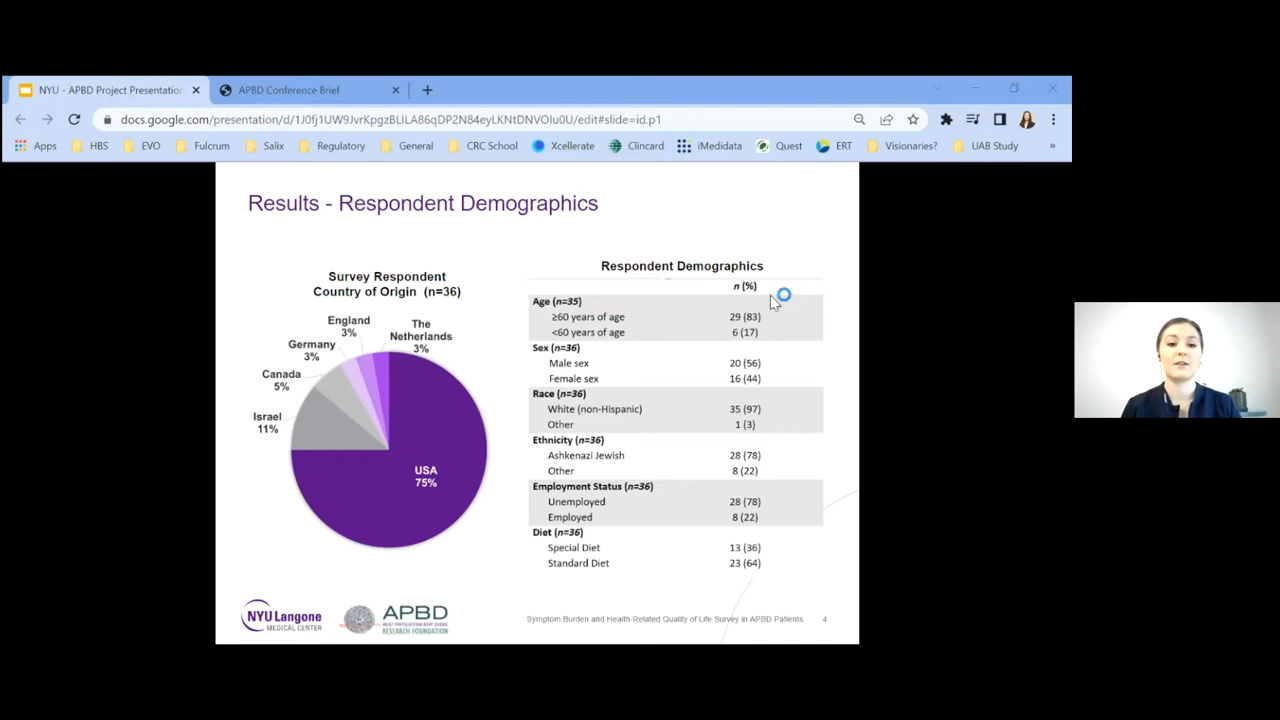 NYU - APBD Project Presentation
APBD Conference Brief
docs.google.com/presentation/d/1J0fj1UW9JvrKpgzBLILA86qDP2N84eyLKNtDNVOIu0U/edit#slide=id.p1
Apps HBS EVO Fulcrum Salix Regulatory General CRC School Xcellerate Clincard iMedidata Quest ERT Visionaries? UAB Study »
Results - Respondent Demographics
Survey Respondent
Country of Origin (n=36)
England
3%
The
Netherlands
3%
Germany
3%
Canada
5%
Israel
11%
USA
75%
Respondent Demographics
n (%)
Age (n=35)
≥60 years of age 29 (83)
<60 years of age 6 (17)
Sex (n=36)
Male sex 20 (56)
Female sex 16 (44)
Race (n=36)
White (non-Hispanic) 35 (97)
Other 1 (3)
Ethnicity (n=36)
Ashkenazi Jewish 28 (78)
Other 8 (22)
Employment Status (n=36)
Unemployed 28 (78)
Employed 8 (22)
Diet (n=36)
Special Diet 13 (36)
Standard Diet 23 (64)
NYU Langone
MEDICAL CENTER
APBD
ADULT POLYGLUCOSAN BODY DISEASE
RESEARCH FOUNDATION
Symptom Burden and Health-Related Quality of Life Survey in APBD Patients 4